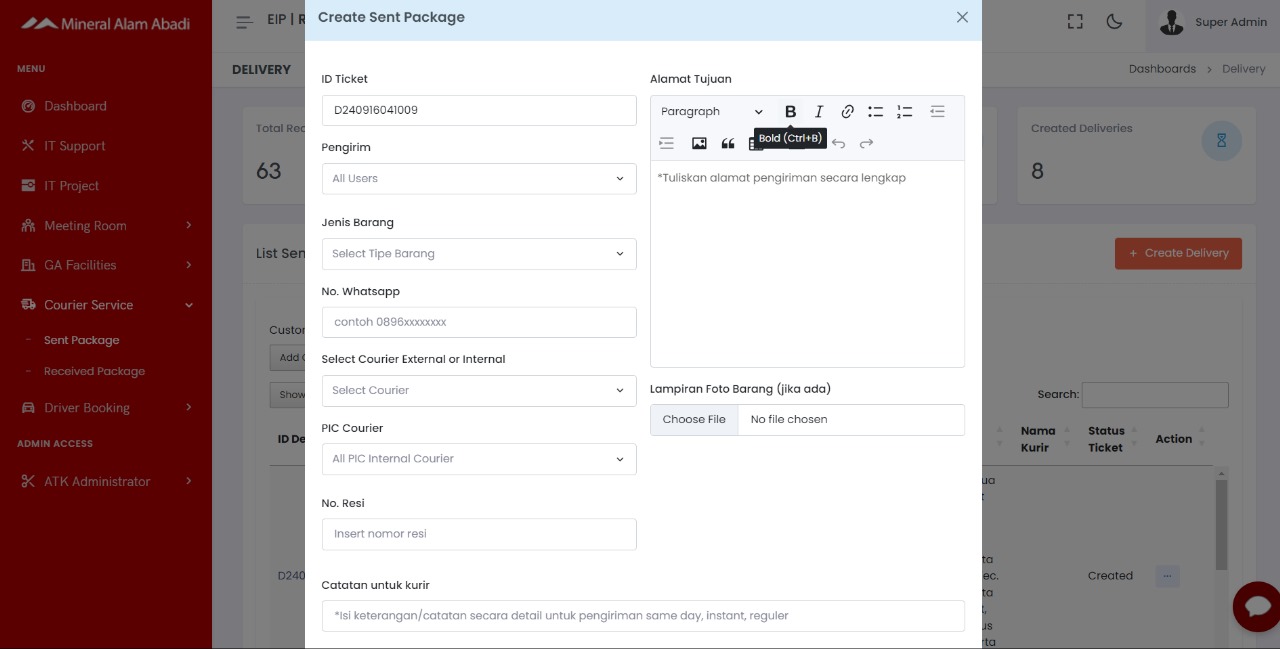 Mineral Alam Abadi
MENU
Dashboard
IT Support
IT Project
Meeting Room
GA Facilities
Courier Service
Sent Package
Received Package
Driver Booking
ADMIN ACCESS
ATK Administrator
EIP |
Super Admin
DELIVERY
Dashboards
Delivery
Total
63
Created Deliveries
8
List
+ Create Delivery
Add
Show
Search:
Nama Kurir
Status Ticket
Action
Created
Create Sent Package
ID Ticket
D240916041009
Pengirim
All Users
Jenis Barang
Select Tipe Barang
No. Whatsapp
contoh 0896xxxxxxxx
Select Courier External or Internal
Select Courier
PIC Courier
All PIC Internal Courier
No. Resi
Insert nomor resi
Catatan untuk kurir
*Isi keterangan/catatan secara detail untuk pengiriman same day, instant, reguler
Alamat Tujuan
Paragraph
B
I
Bold (Ctrl+B)
*Tuliskan alamat pengiriman secara lengkap
Lampiran Foto Barang (jika ada)
Choose File
No file chosen